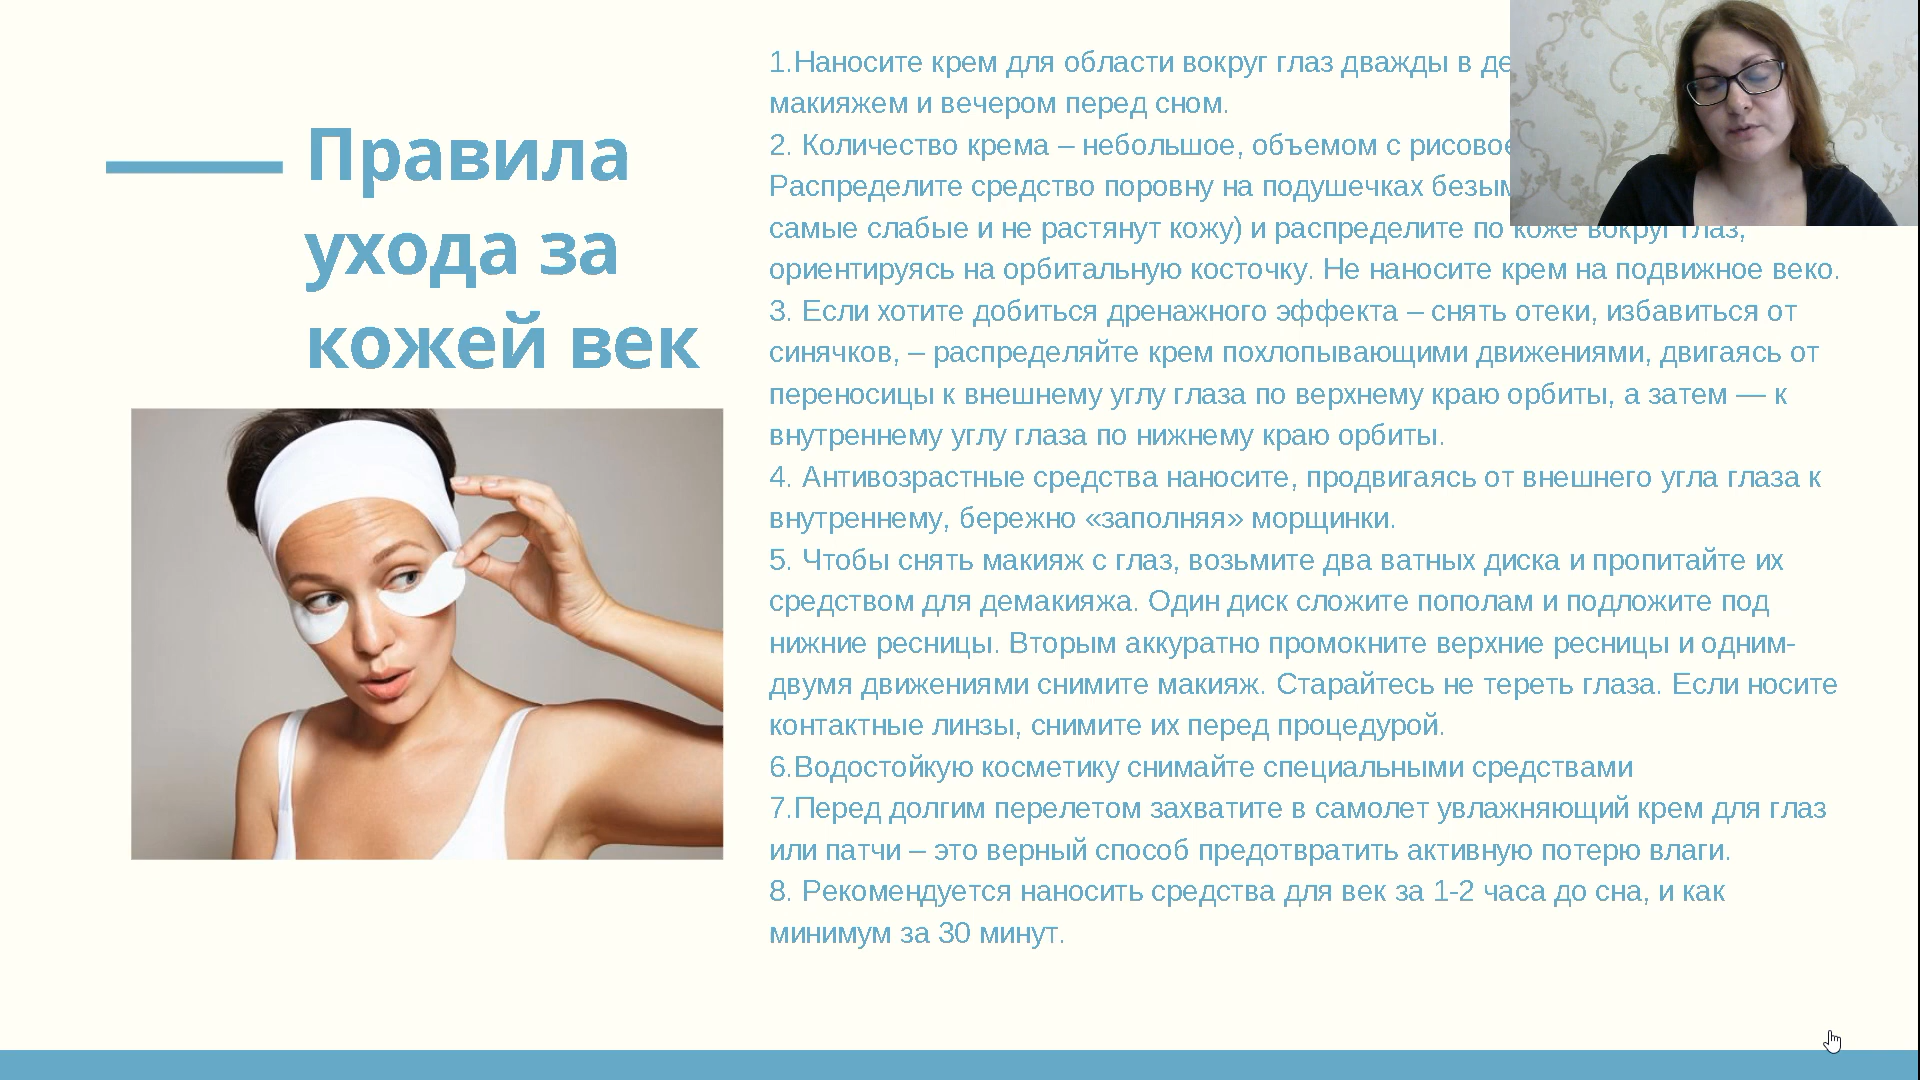 Правила
ухода за
кожей век
1.Наносите крем для области вокруг глаз дважды в
макияжем и вечером перед сном.
2. Количество крема – небольшое, объемом с
Распределите средство поровну на подушечках
самые слабые и не растянут кожу) и распределите по коже вокруг глаз,
ориентируясь на орбитальную косточку. Не наносите крем на подвижное веко.
3. Если хотите добиться дренажного эффекта – снять отеки, избавиться от
синячков, – распределяйте крем похлопывающими движениями, двигаясь от
переносицы к внешнему углу глаза по верхнему краю орбиты, а затем — к
внутреннему углу глаза по нижнему краю орбиты.
4. Антивозрастные средства наносите, продвигаясь от внешнего угла глаза к
внутреннему, бережно «заполняя» морщинки.
5. Чтобы снять макияж с глаз, возьмите два ватных диска и пропитайте их
средством для демакияжа. Один диск сложите пополам и подложите под
нижние ресницы. Вторым аккуратно промокните верхние ресницы и одним-
двумя движениями снимите макияж. Старайтесь не тереть глаза. Если носите
контактные линзы, снимите их перед процедурой.
6.Водостойкую косметику снимайте специальными средствами
7.Перед долгим перелетом захватите в самолет увлажняющий крем для глаз
или патчи – это верный способ предотвратить активную потерю влаги.
8. Рекомендуется наносить средства для век за 1-2 часа до сна, и как
минимум за 30 минут.